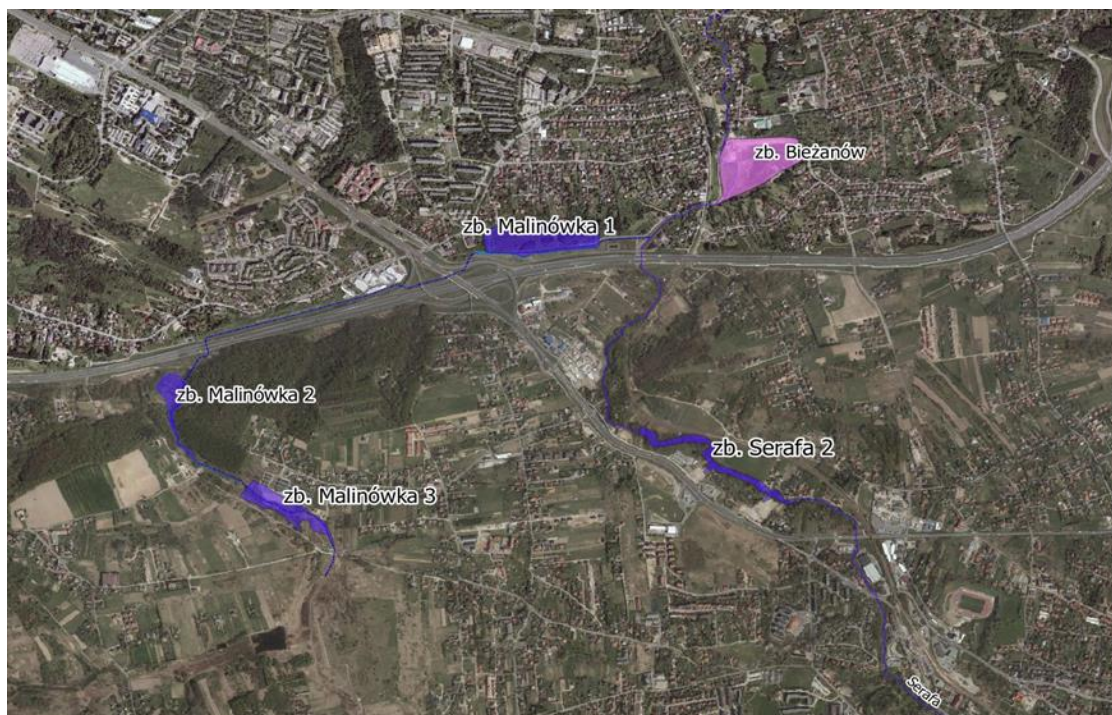 zb. Bieżanów
zb. Malinówka 1
zb. Malinówka 2
zb. Serafa 2
zb. Malinówka 3
Serafa